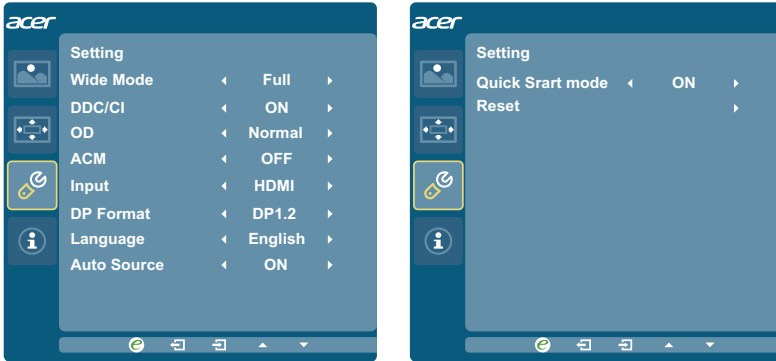 acer
Setting
Wide Mode Full
DDC/CI ON
OD Normal
ACM OFF
Input HDMI
DP Format DP1.2
Language English
Auto Source ON
e
acer
Setting
Quick Srart mode ON
Reset
e